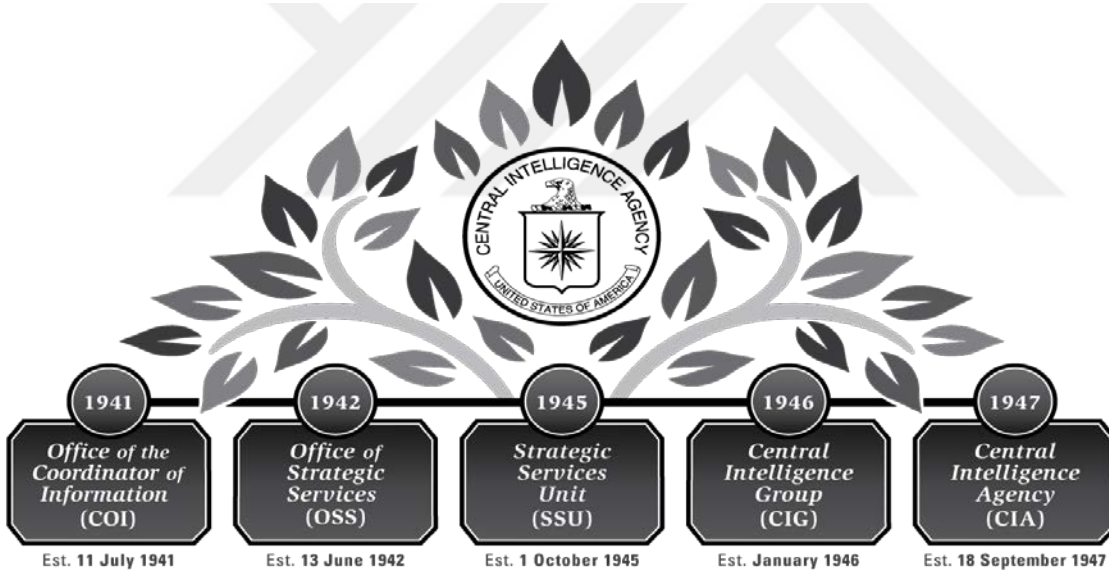 CENTRAL INTELLIGENCE AGENCY
UNITED STATES OF AMERICA
1941
Office of the
Coordinator of
Information
(COI)
Est. 11 July 1941
1942
Office of
Strategic
Services
(OSS)
Est. 13 June 1942
1945
Strategic
Services
Unit
(SSU)
Est. 1 October 1945
1946
Central
Intelligence
Group
(CIG)
Est. January 1946
1947
Central
Intelligence
Agency
(CIA)
Est. 18 September 1947